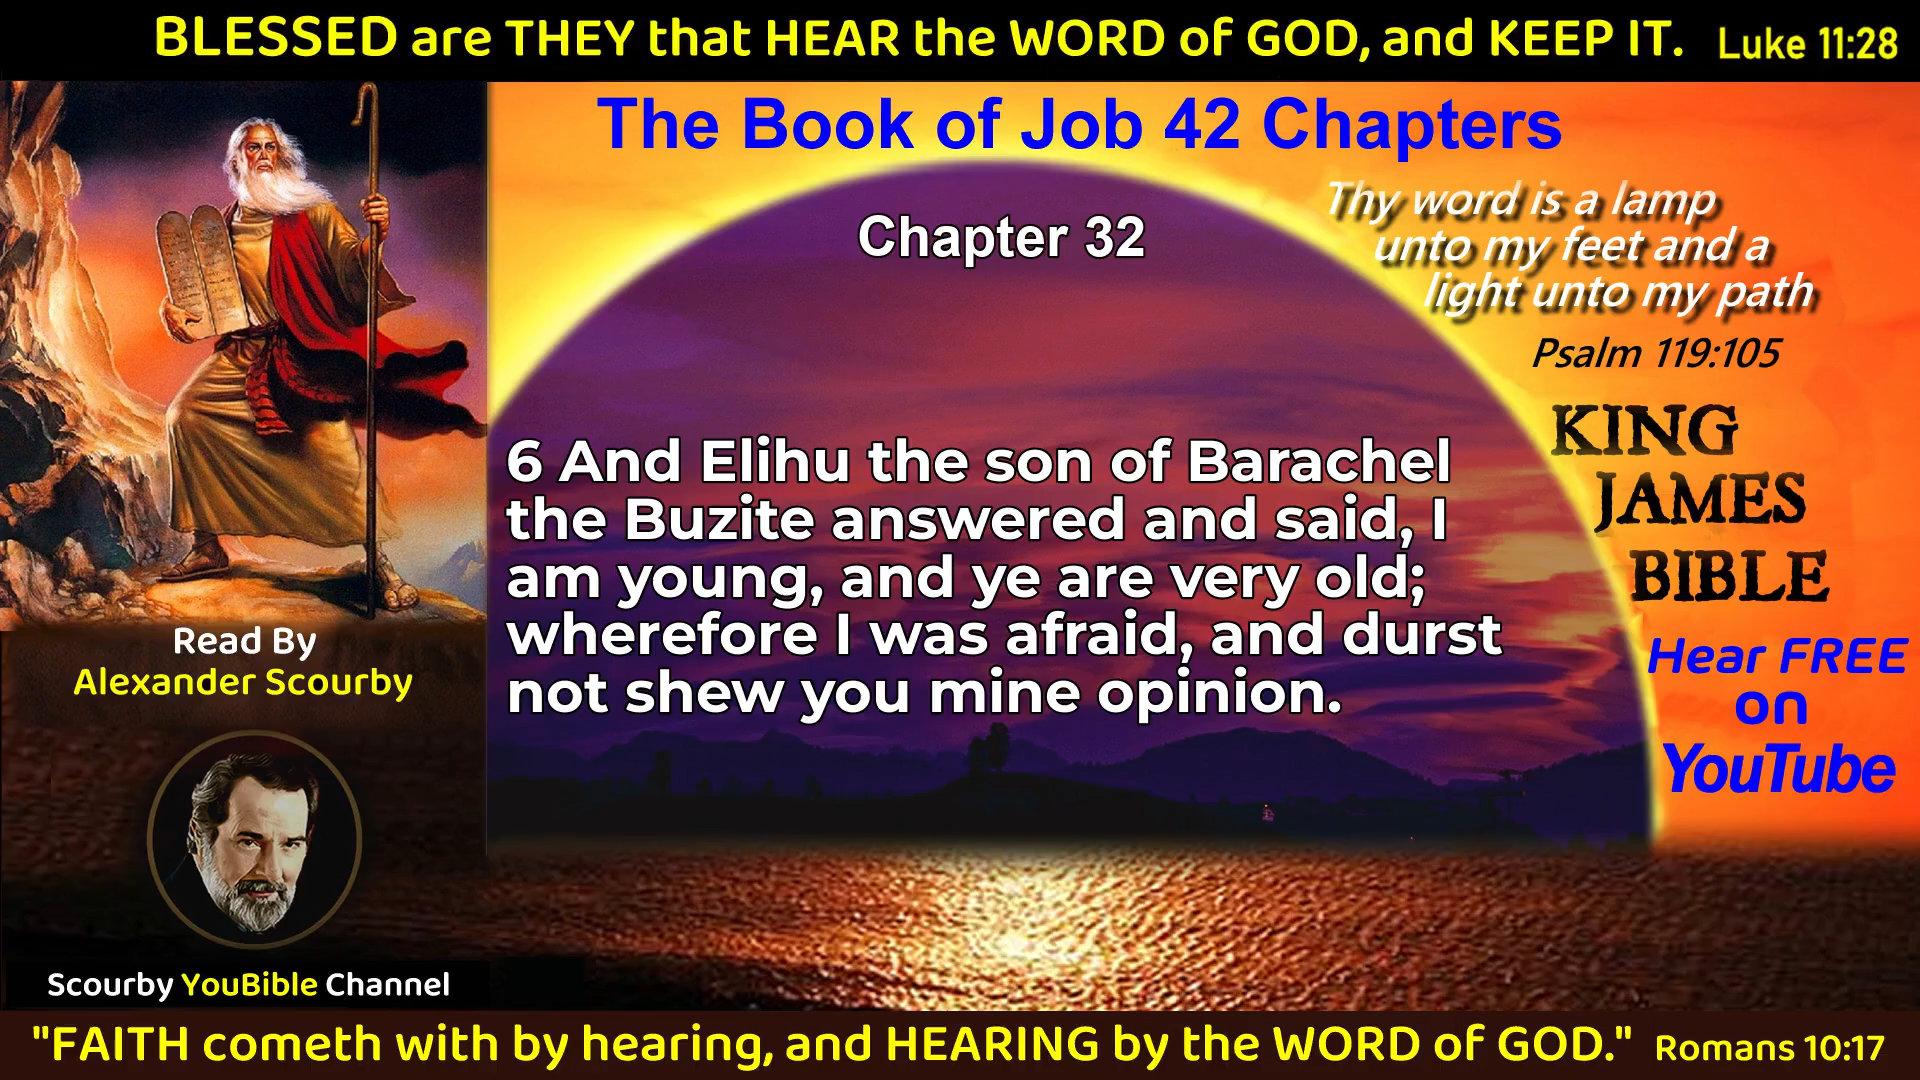 BLESSED are THEY that HEAR the WORD of GOD, and KEEP IT. Luke 11:28
The Book of Job 42 Chapters
Chapter 32
Thy word is a lamp
unto my feet and a
light unto my path
Psalm 119:105
KING
JAMES
BIBLE
6 And Elihu the son of Barachel
the Buzite answered and said, I
am young, and ye are very old;
wherefore I was afraid, and durst
not shew you mine opinion.
Hear FREE
on
YouTube
Read By
Alexander Scourby
Scourby YouBible Channel
"FAITH cometh with by hearing, and HEARING by the WORD of GOD." Romans 10:17